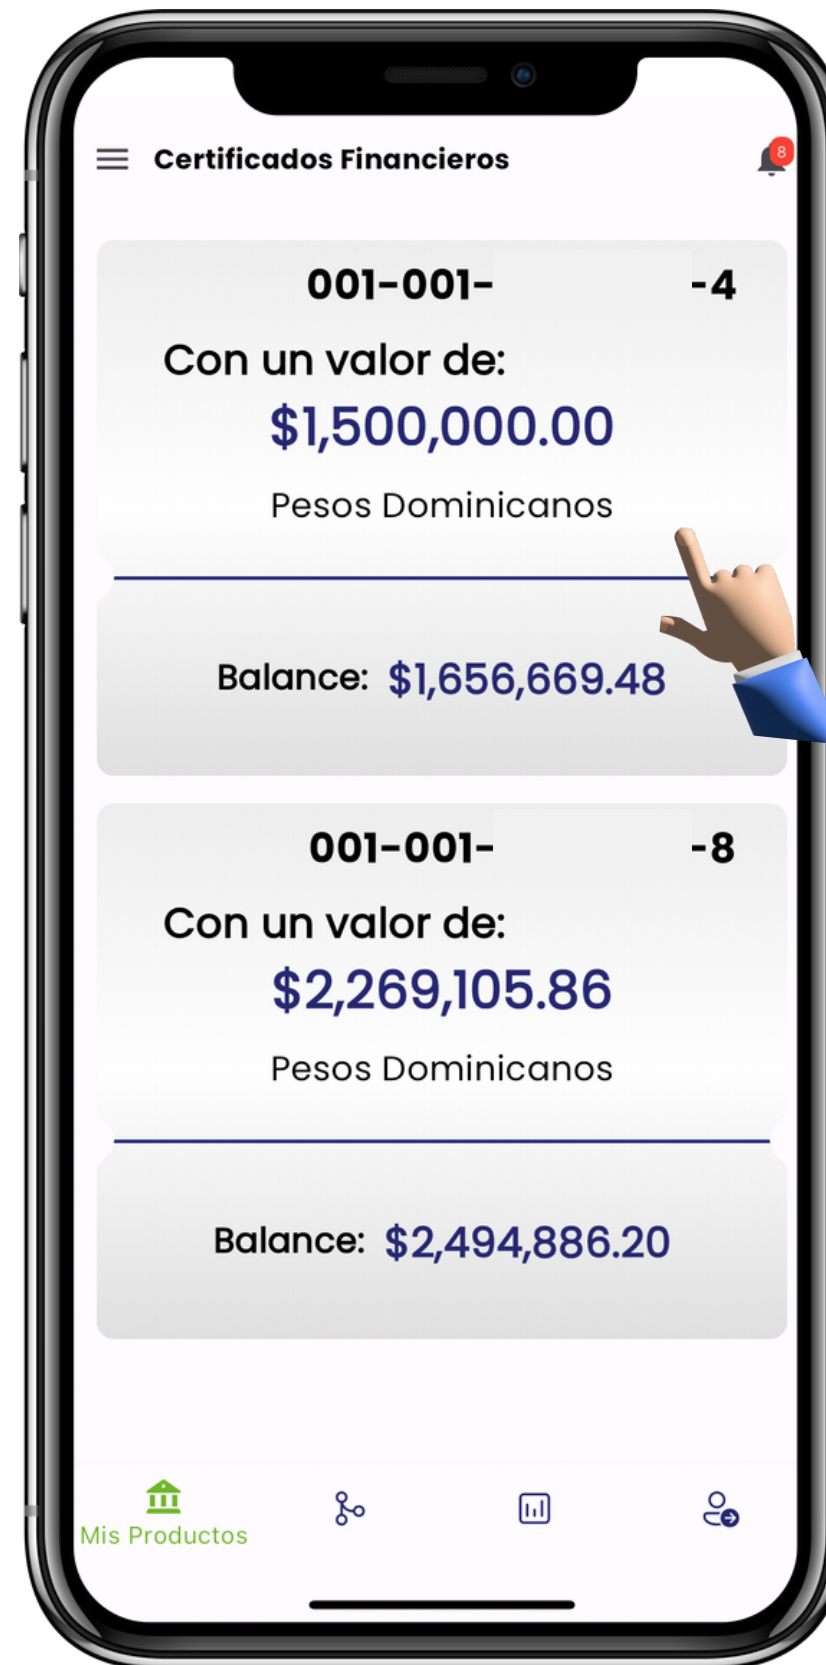 Certificados Financieros
8
001-001- -4
Con un valor de:
$1,500,000.00
Pesos Dominicanos
Balance: $1,656,669.48
001-001- -8
Con un valor de:
$2,269,105.86
Pesos Dominicanos
Balance: $2,494,886.20
Mis Productos